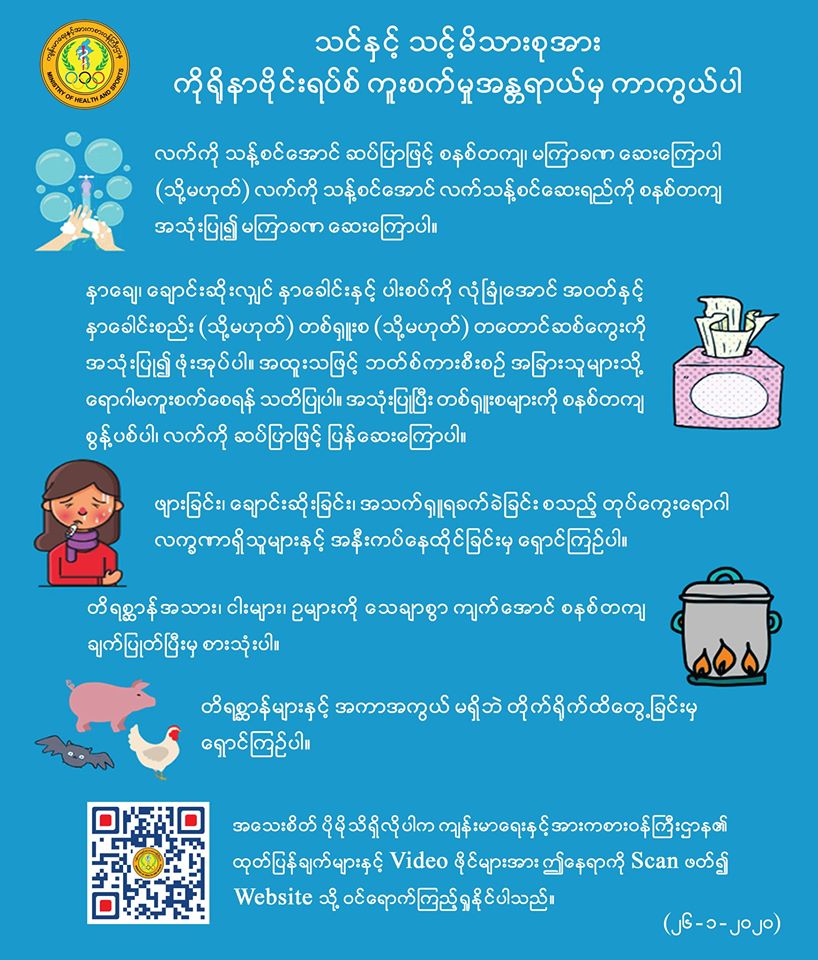 ကျန်းမာရေးနှင့်အားကစားဝန်ကြီးဌာန
MINISTRY OF HEALTH AND SPORTS
သင်နှင့် သင့်မိသားစုအား
ကိုရိုနာဗိုင်းရပ်စ် ကူးစက်မှုအန္တရာယ်မှ ကာကွယ်ပါ
လက်ကို သန့်စင်အောင် ဆပ်ပြာဖြင့် စနစ်တကျ၊ မကြာခဏ ဆေးကြောပါ
(သို့မဟုတ်) လက်ကို သန့်စင်အောင် လက်သန့်စင်ဆေးရည်ကို စနစ်တကျ
အသုံးပြု၍ မကြာခဏ ဆေးကြောပါ။
နှာချေ၊ ချောင်းဆိုးလျှင် နှာခေါင်းနှင့် ပါးစပ်ကို လုံခြုံအောင် အဝတ်နှင့်
နှာခေါင်းစည်း (သို့မဟုတ်) တစ်ရှူးစ (သို့မဟုတ်) တတောင်ဆစ်ကွေးကို
အသုံးပြု၍ ဖုံးအုပ်ပါ။ အထူးသဖြင့် ဘတ်စ်ကားစီးစဉ် အခြားသူများသို့
ရောဂါမကူးစက်စေရန် သတိပြုပါ။ အသုံးပြုပြီး တစ်ရှူးစများကို စနစ်တကျ
စွန့်ပစ်ပါ၊ လက်ကို ဆပ်ပြာဖြင့် ပြန်ဆေးကြောပါ။
ဖျားခြင်း၊ ချောင်းဆိုးခြင်း၊ အသက်ရှူရခက်ခဲခြင်း စသည့် တုပ်ကွေးရောဂါ
လက္ခဏာရှိသူများနှင့် အနီးကပ်နေထိုင်ခြင်းမှ ရှောင်ကြဉ်ပါ။
တိရစ္ဆာန်အသား၊ ငါးများ၊ ဥများကို သေချာစွာ ကျက်အောင် စနစ်တကျ
ချက်ပြုတ်ပြီးမှ စားသုံးပါ။
တိရစ္ဆာန်များနှင့် အကာအကွယ် မရှိဘဲ တိုက်ရိုက်ထိတွေ့ခြင်းမှ
ရှောင်ကြဉ်ပါ။
အသေးစိတ် ပိုမိုသိရှိလိုပါက ကျန်းမာရေးနှင့်အားကစားဝန်ကြီးဌာန၏
ထုတ်ပြန်ချက်များနှင့် Video ဖိုင်များအား ဤနေရာကို Scan ဖတ်၍
Website သို့ ဝင်ရောက်ကြည့်ရှုနိုင်ပါသည်။
(၂၆-၁-၂၀၂၀)